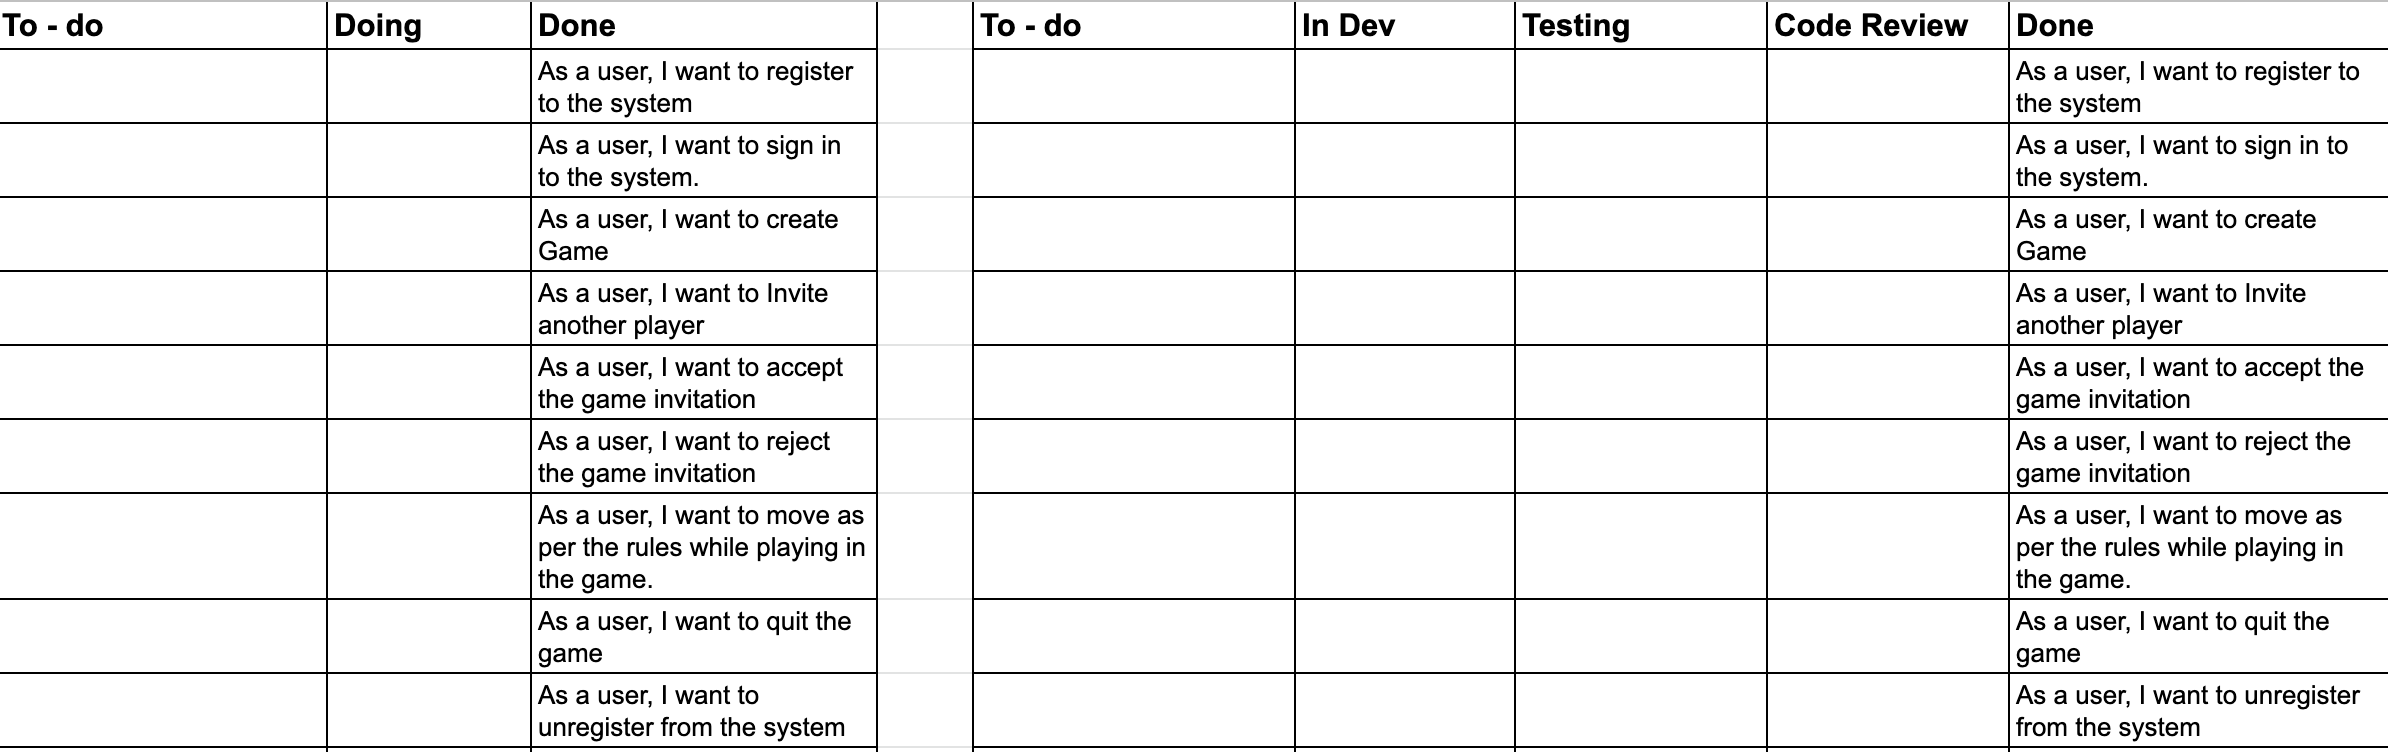 To - do Doing Done To - do In Dev Testing Code Review Done
As a user, I want to register
to the system
As a user, I want to register to
the system
As a user, I want to sign in
to the system.
As a user, I want to sign in to
the system.
As a user, I want to create
Game
As a user, I want to create
Game
As a user, I want to Invite
another player
As a user, I want to Invite
another player
As a user, I want to accept
the game invitation
As a user, I want to accept the
game invitation
As a user, I want to reject
the game invitation
As a user, I want to reject the
game invitation
As a user, I want to move as
per the rules while playing in
the game.
As a user, I want to move as
per the rules while playing in
the game.
As a user, I want to quit the
game
As a user, I want to quit the
game
As a user, I want to
unregister from the system
As a user, I want to unregister
from the system